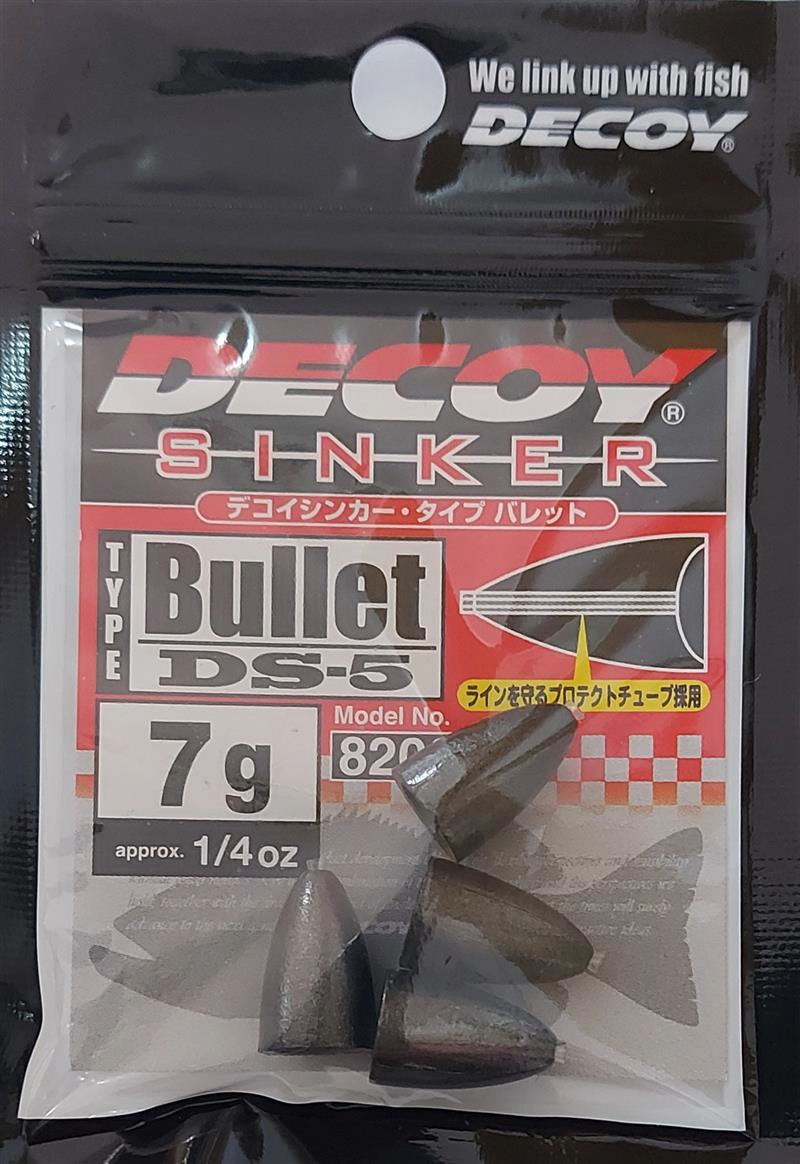 We link up with fish
DECOY®
DECOY®
SINKER
デコイシンカー・タイプ バレット
TYPE
Bullet
DS-5
ラインを守るプロテクトチューブ採用
7g
Model No.
820
approx. 1/4oz